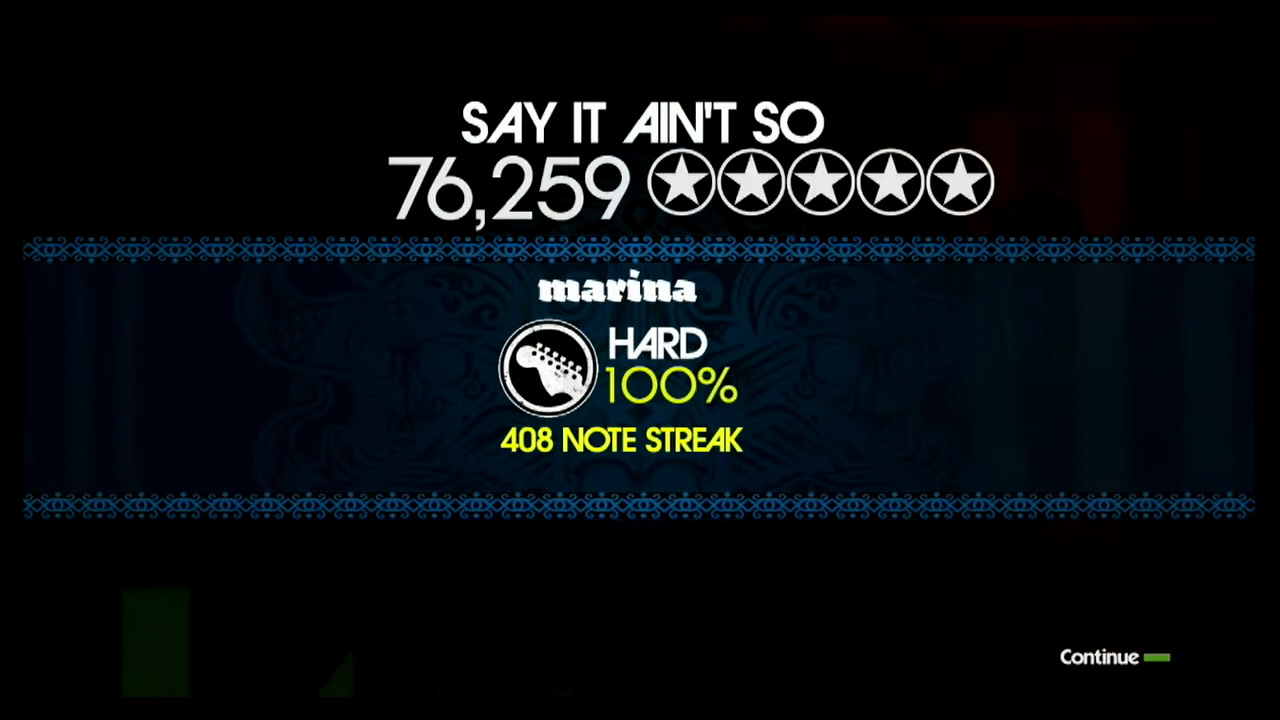 SAY IT AIN'T SO
76,259
marina
HARD
100%
408 NOTE STREAK
Continue